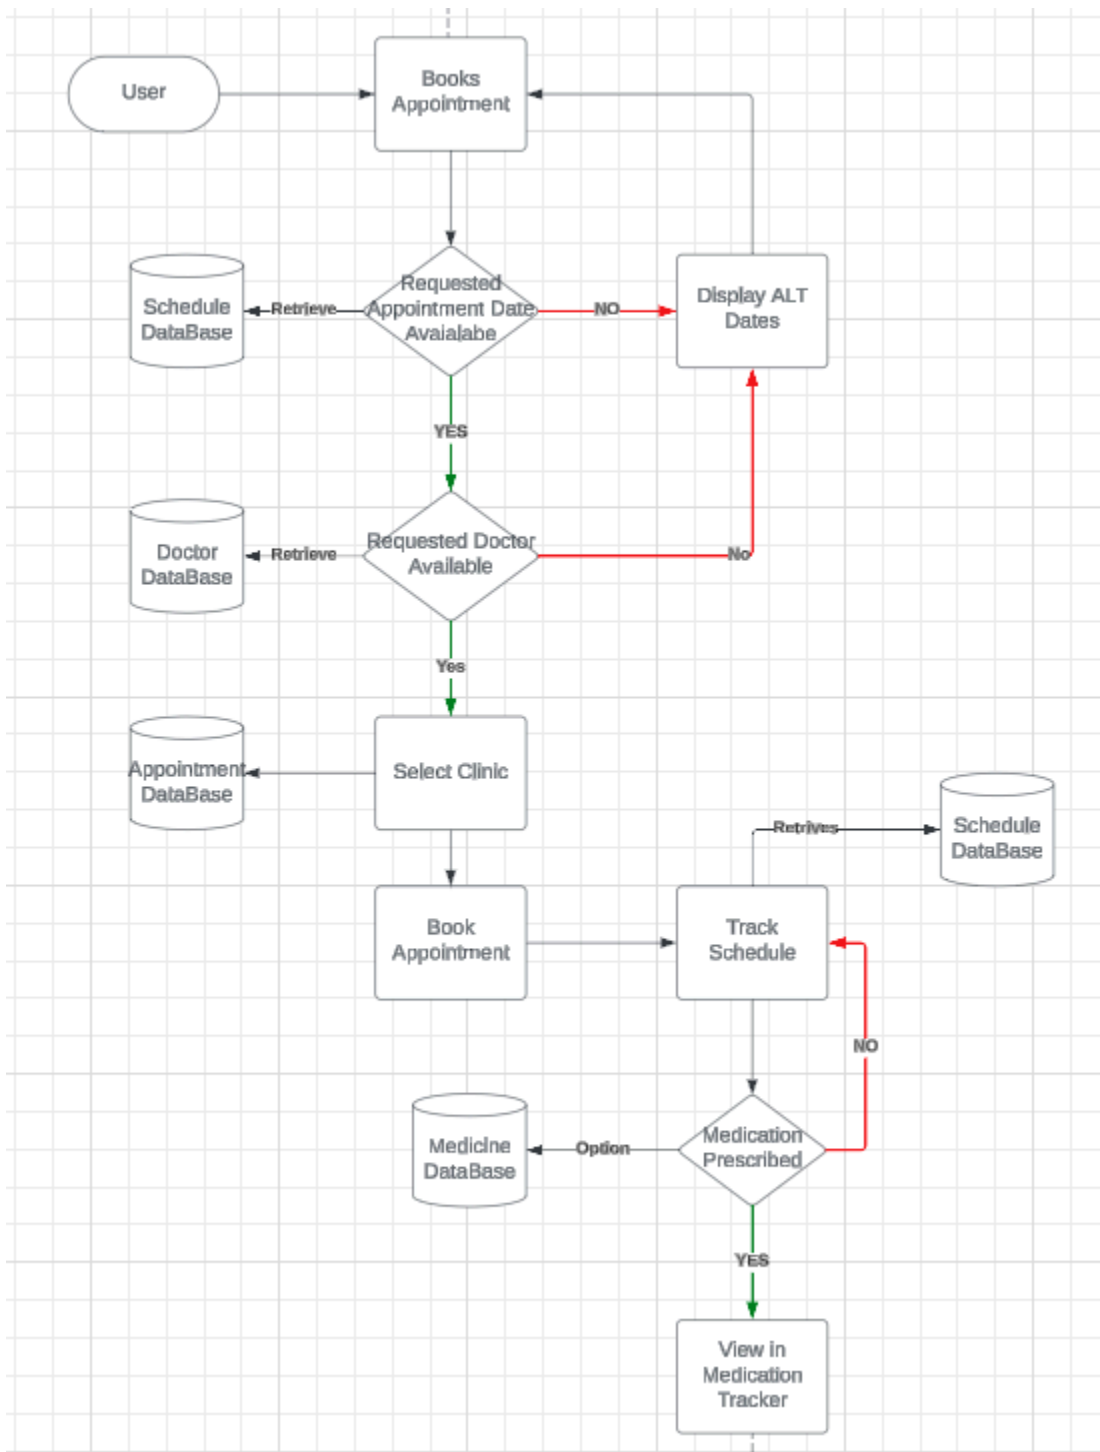 User
Books
Appointment
Schedule
DataBase
Retrieve
Requested
Appointment Date
Avaialabe
NO
Display ALT
Dates
YES
Doctor
DataBase
Retrieve
Requested Doctor
Available
No
Yes
Appointment
DataBase
Select Clinic
Retrives
Schedule
DataBase
Book
Appointment
Track
Schedule
NO
Medicine
DataBase
Option
Medication
Prescribed
YES
View in
Medication
Tracker